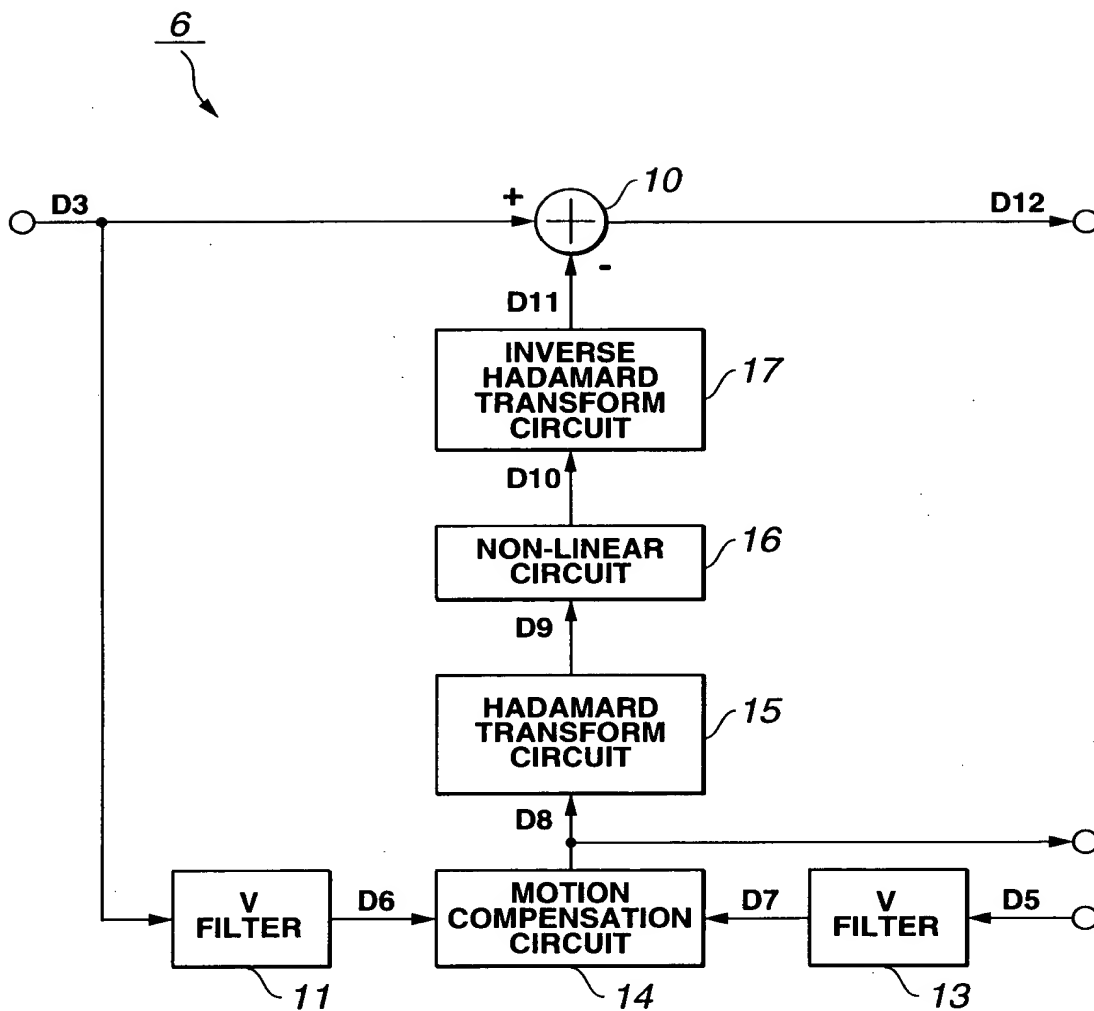 6
D3
+
10
D12
-
D11
INVERSE
HADAMARD
TRANSFORM
CIRCUIT
17
D10
NON-LINEAR
CIRCUIT
16
D9
HADAMARD
TRANSFORM
CIRCUIT
15
D8
V
FILTER
11
D6
MOTION
COMPENSATION
CIRCUIT
14
D7
V
FILTER
13
D5